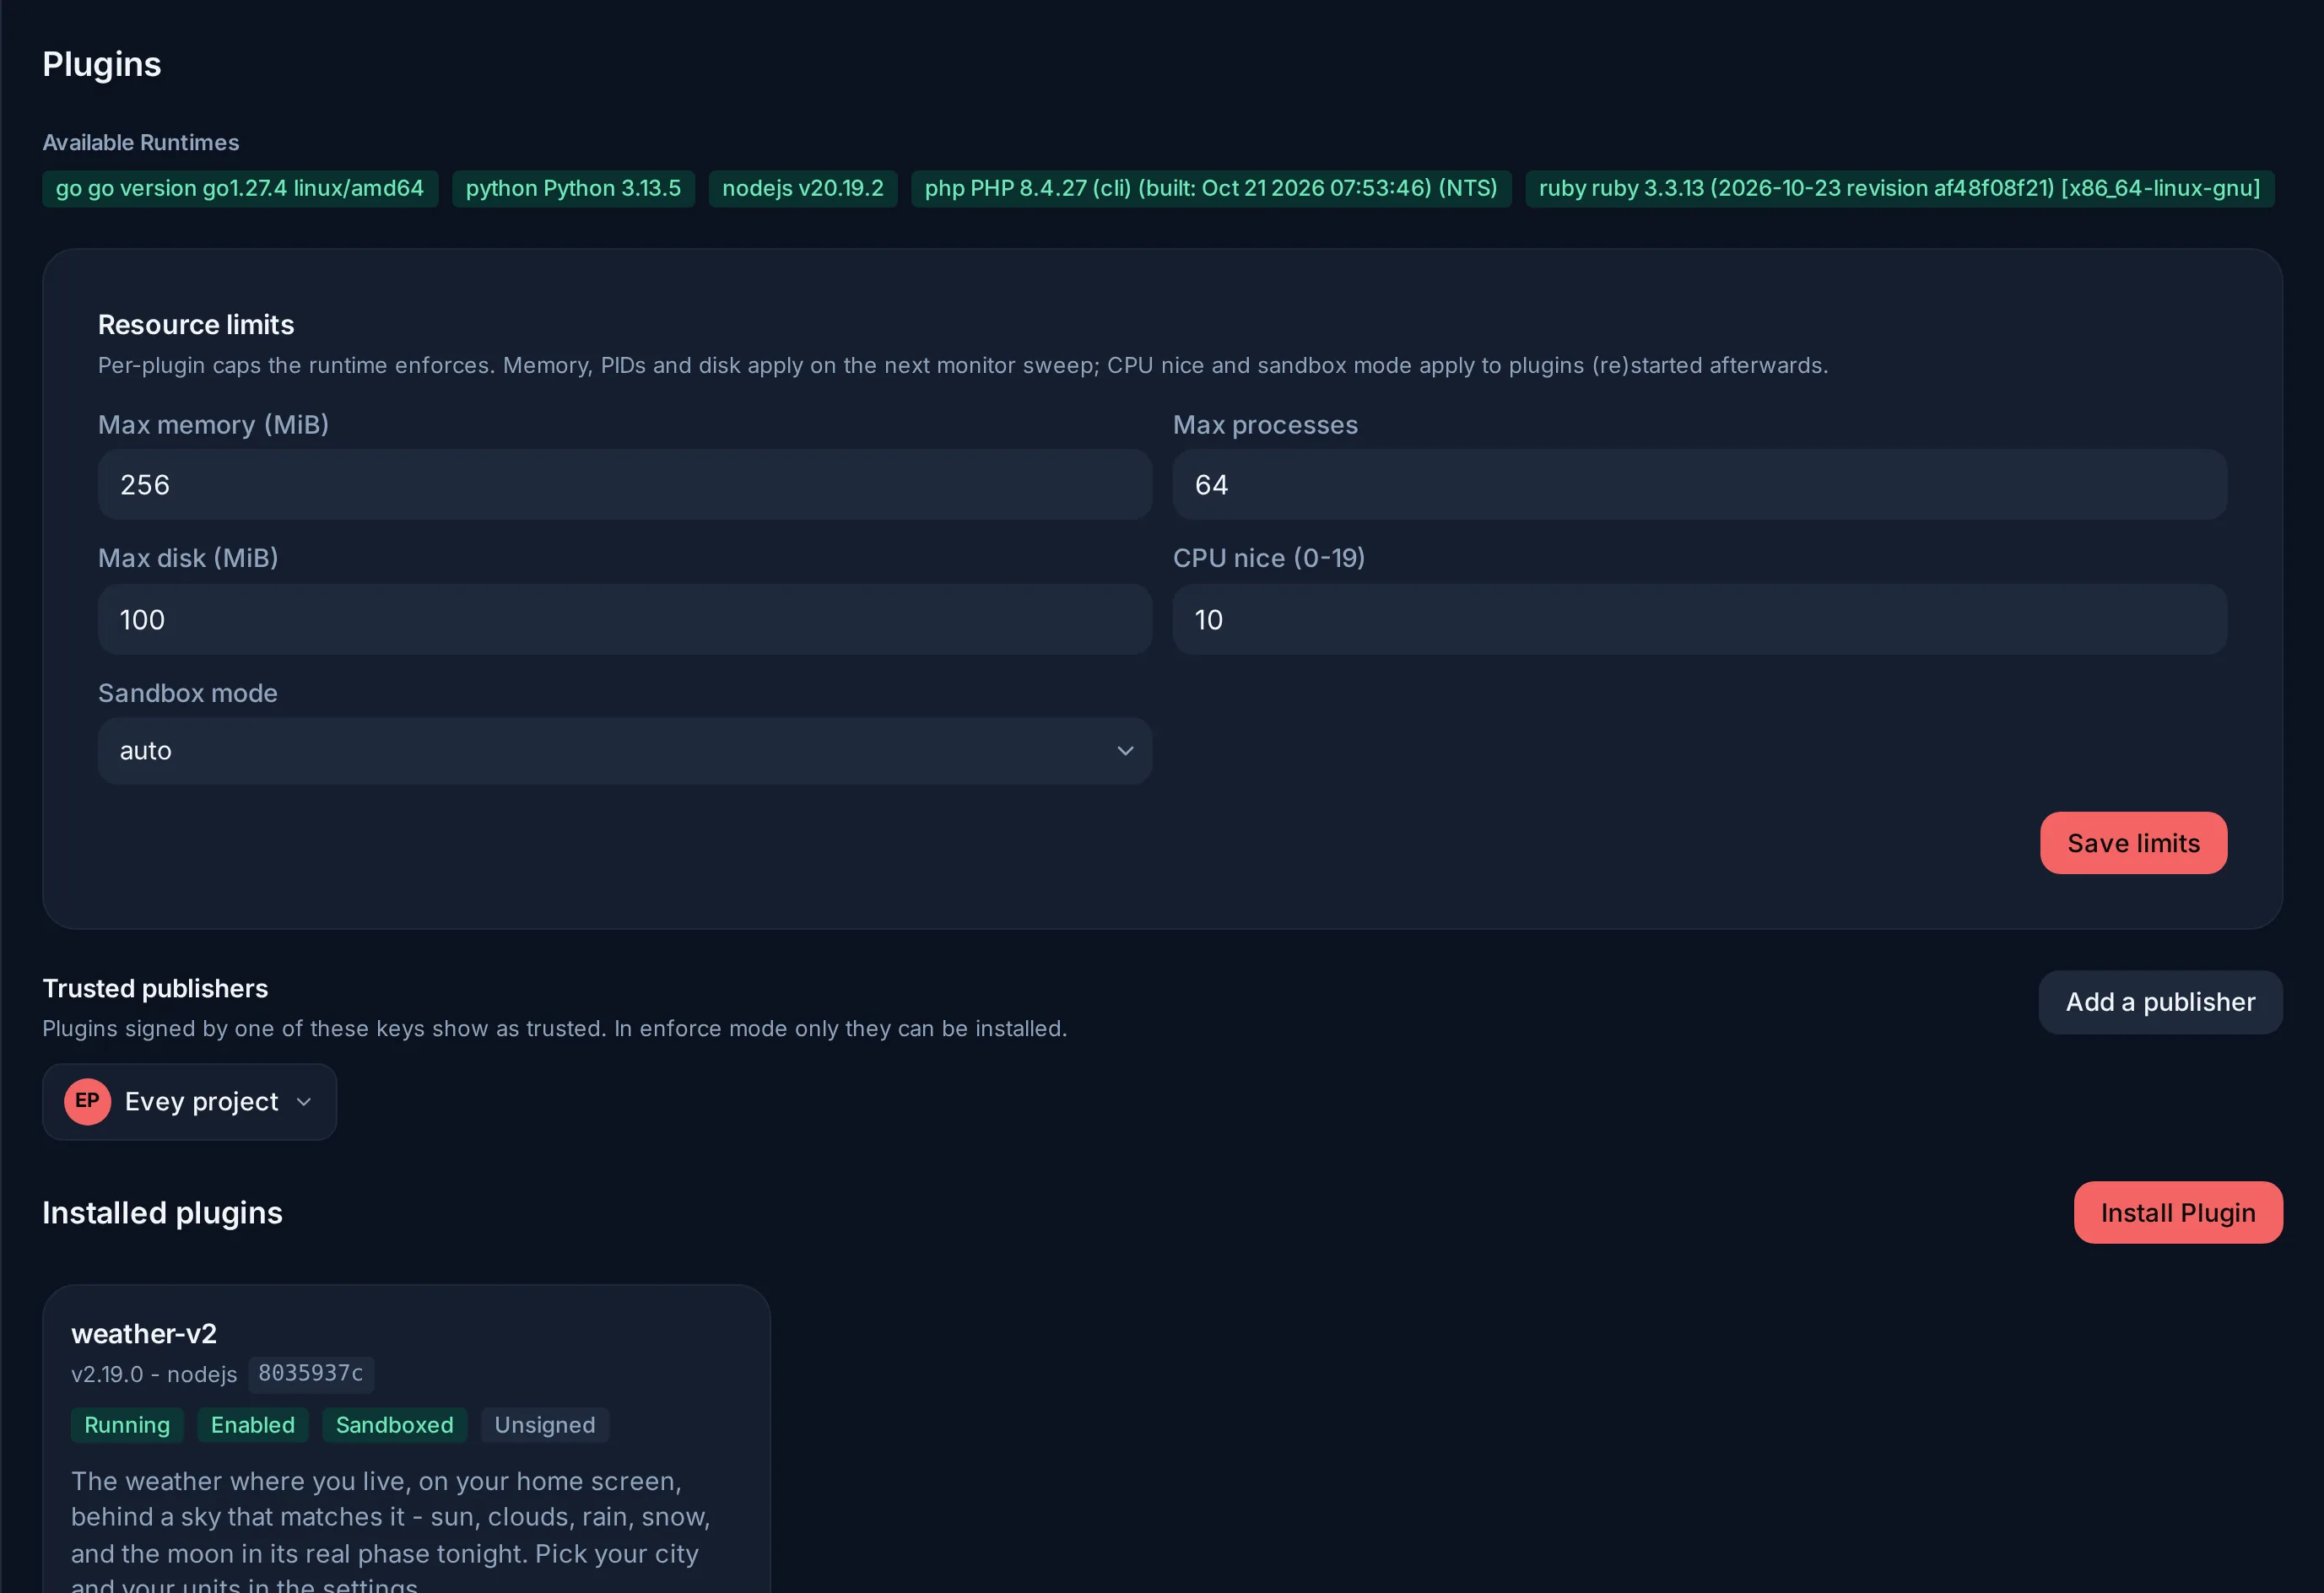 Plugins
Available Runtimes
go go version go1.27.4 linux/amd64
python Python 3.13.5
nodejs v20.19.2
php PHP 8.4.27 (cli) (built: Oct 21 2026 07:53:46) (NTS)
ruby ruby 3.3.13 (2026-10-23 revision af48f08f21) [x86_64-linux-gnu]
Resource limits
Per-plugin caps the runtime enforces. Memory, PIDs and disk apply on the next monitor sweep; CPU nice and sandbox mode apply to plugins (re)started afterwards.
Max memory (MiB)
256
Max processes
64
Max disk (MiB)
100
CPU nice (0-19)
10
Sandbox mode
auto
Save limits
Trusted publishers
Plugins signed by one of these keys show as trusted. In enforce mode only they can be installed.
Add a publisher
EP Evey project
Installed plugins
Install Plugin
weather-v2
v2.19.0 - nodejs 8035937c
Running Enabled Sandboxed Unsigned
The weather where you live, on your home screen,
behind a sky that matches it - sun, clouds, rain, snow,
and the moon in its real phase tonight. Pick your city
and your units in the settings.